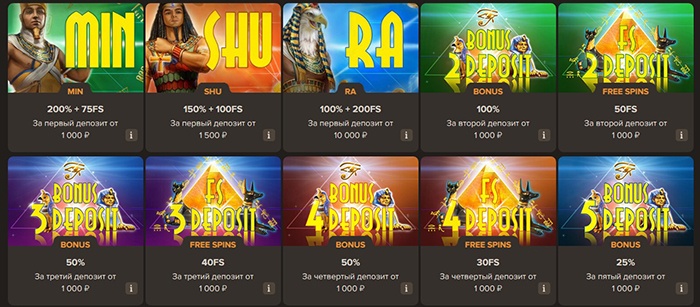 MIN
SHU
RA
BONUS
2 DEPOSIT
FS
2 DEPOSIT
MIN
SHU
RA
BONUS
FREE SPINS
200% + 75FS
150% + 100FS
100% + 200FS
100%
50FS
За первый депозит от
1 000 ₽
i
За первый депозит от
1 500 ₽
i
За первый депозит от
10 000 ₽
i
За второй депозит от
1 000 ₽
i
За второй депозит от
1 000 ₽
i
BONUS
3 DEPOSIT
FS
3 DEPOSIT
BONUS
4 DEPOSIT
FS
4 DEPOSIT
BONUS
5 DEPOSIT
BONUS
FREE SPINS
BONUS
FREE SPINS
BONUS
50%
40FS
50%
30FS
25%
За третий депозит от
1 000 ₽
i
За третий депозит от
1 000 ₽
i
За четвертый депозит от
1 000 ₽
i
За четвертый депозит от
1 000 ₽
i
За пятый депозит от
1 000 ₽
i